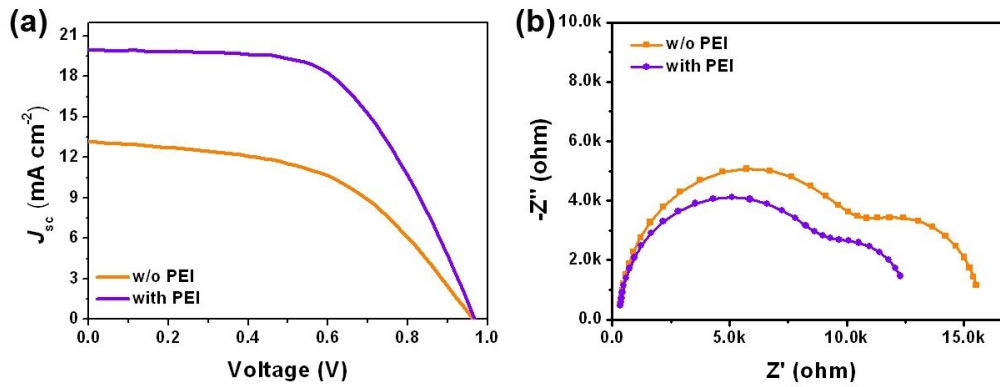 (a)
21
18
15
12
9
6
3
0
Jsc (mA cm-2)
w/o PEI
with PEI
0.0 0.2 0.4 0.6 0.8 1.0
Voltage (V)
(b)
10.0k
8.0k
6.0k
4.0k
2.0k
0.0
-Z'' (ohm)
w/o PEI
with PEI
0.0 5.0k 10.0k 15.0k
Z' (ohm)